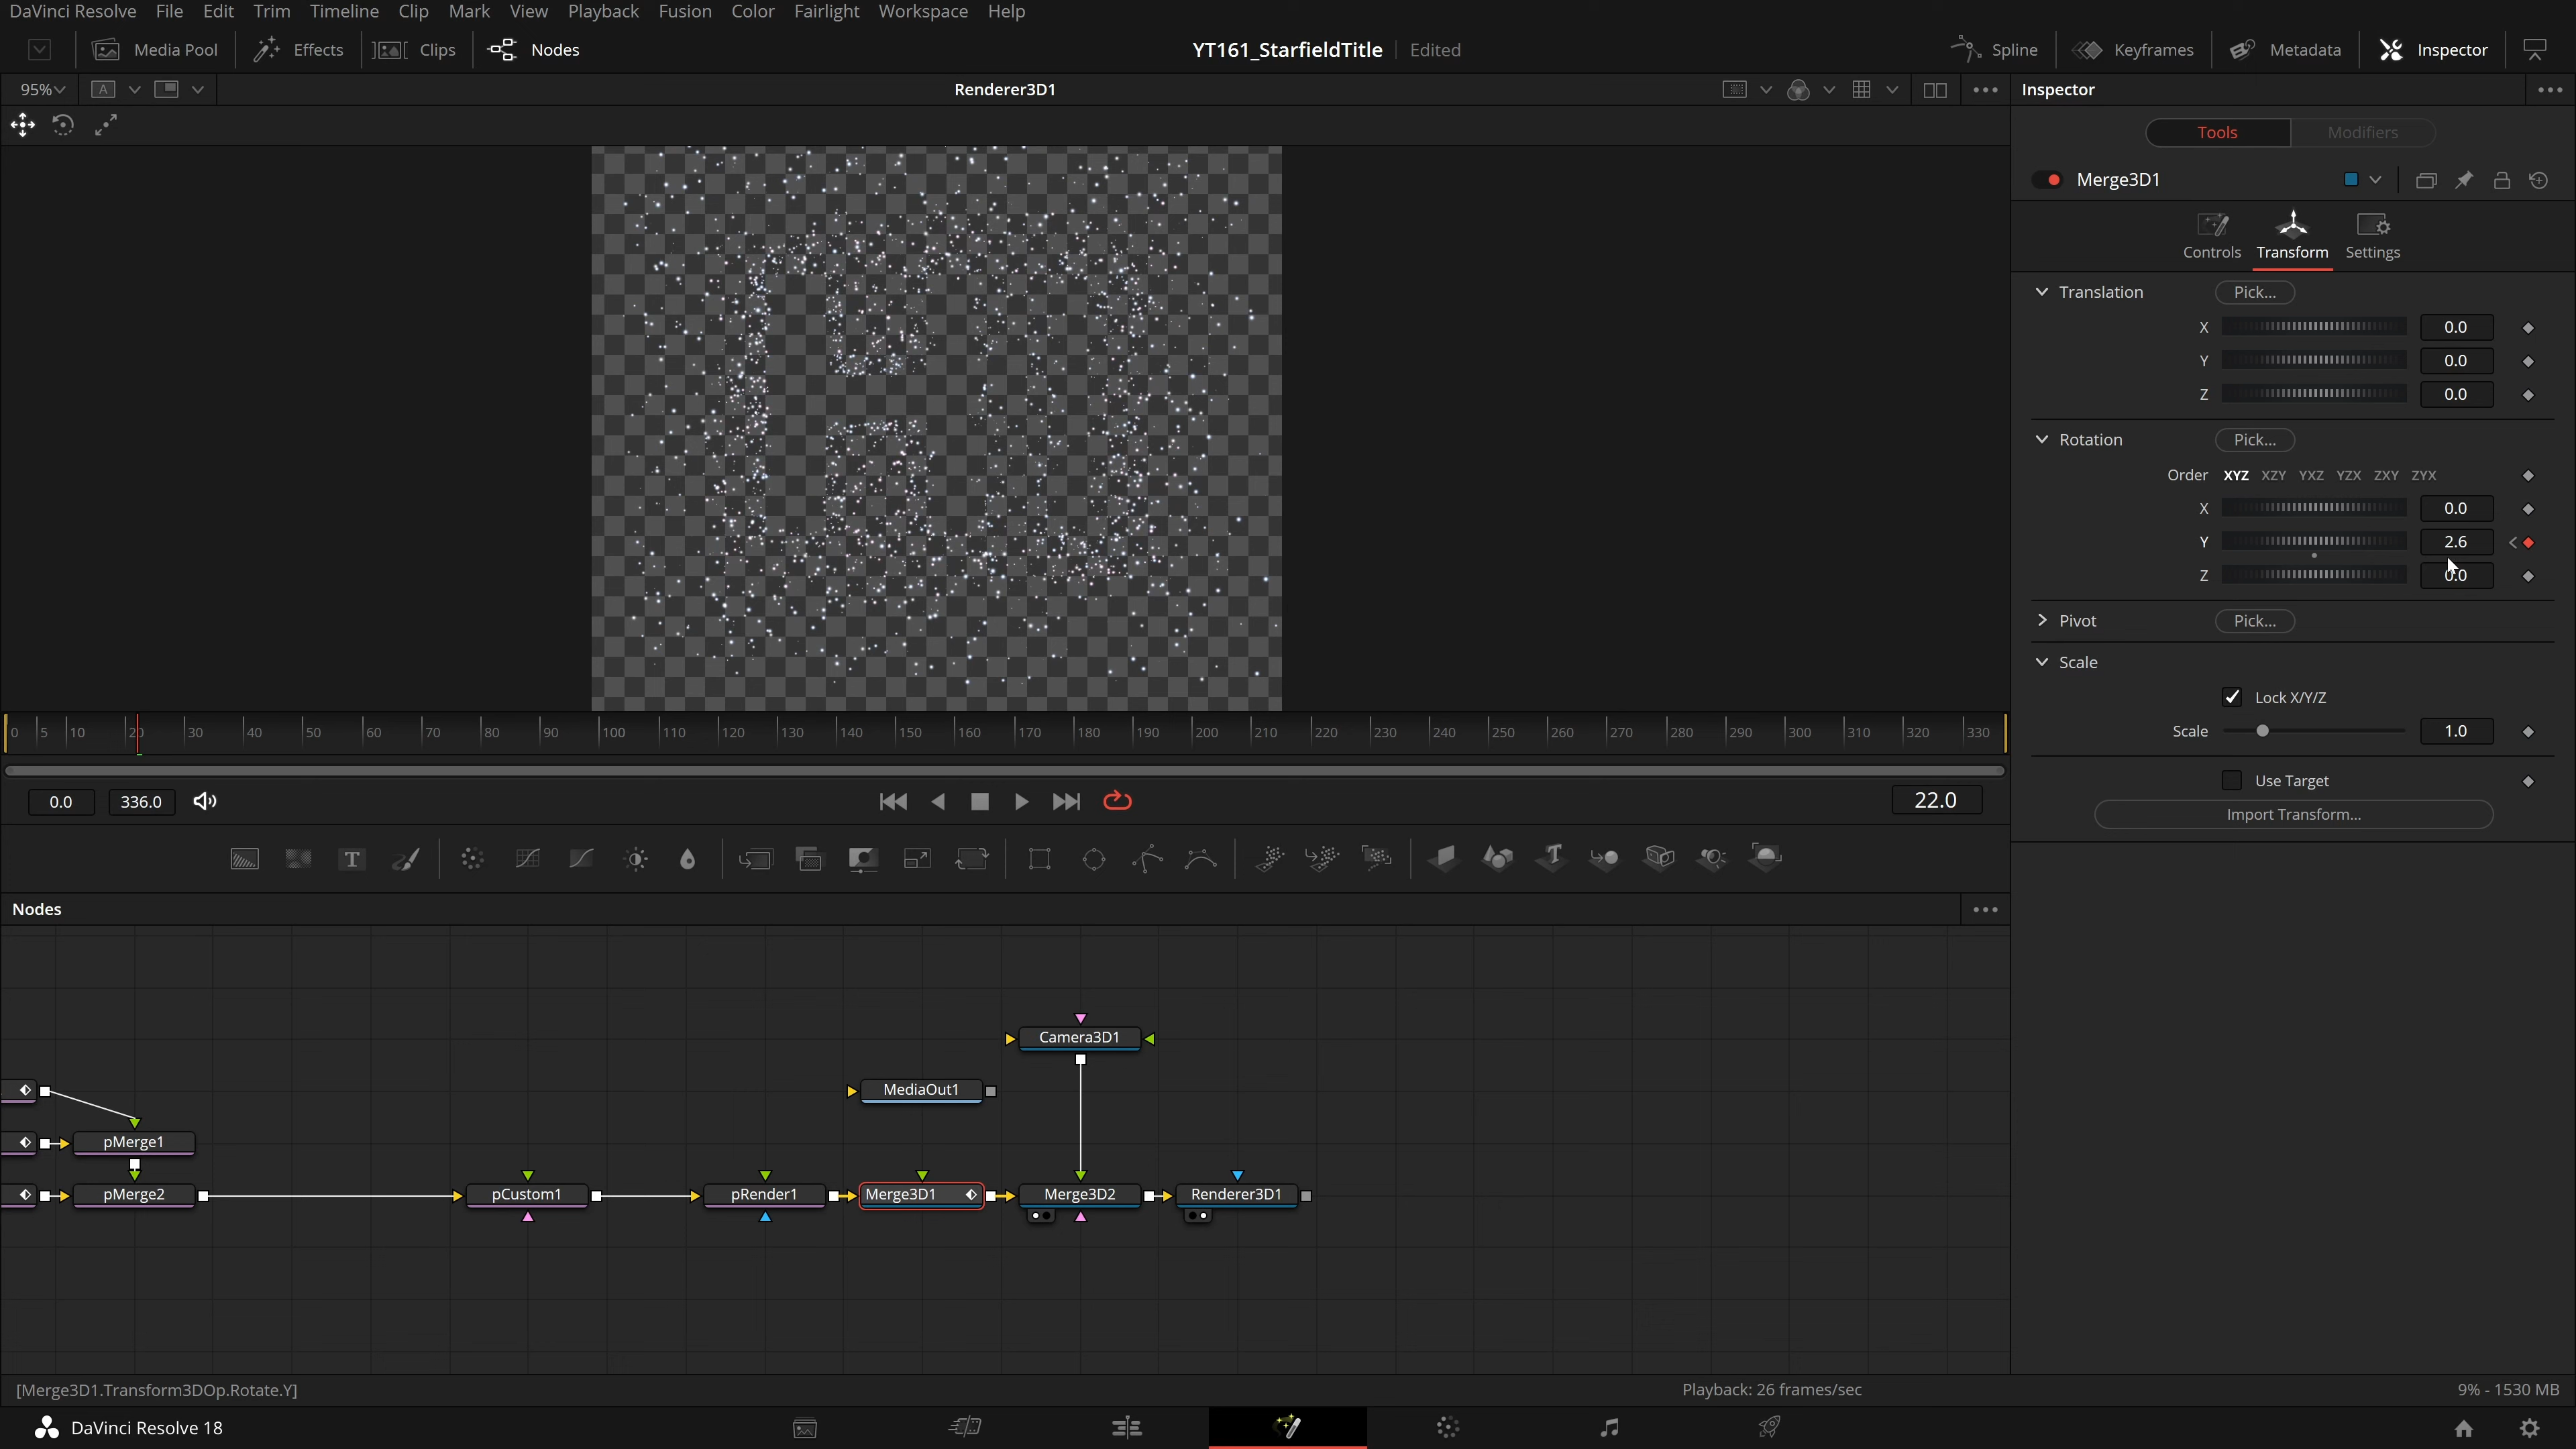 DaVinci Resolve File Edit Trim Timeline Clip Mark View Playback Fusion Color Fairlight Workspace Help
Media Pool Effects Clips Nodes YT161_StarfieldTitle Edited Spline Keyframes Metadata Inspector
95% A Renderer3D1 Inspector
Tools Modifiers
Merge3D1
Controls Transform Settings
Translation Pick...
X 0.0
Y 0.0
Z 0.0
Rotation Pick...
Order XYZ XZY YXZ YZX ZXY ZYX
X 0.0
Y 2.6
Z 0.0
Pivot Pick...
Scale
Lock X/Y/Z
Scale 1.0
Use Target
Import Transform...
0 5 10 20 30 40 50 60 70 80 90 100 110 120 130 140 150 160 170 180 190 200 210 220 230 240 250 260 270 280 290 300 310 320 330
0.0 336.0 22.0
T
Nodes
Camera3D1
MediaOut1
pMerge1
pMerge2 pCustom1 pRender1 Merge3D1 Merge3D2 Renderer3D1
[Merge3D1.Transform3DOp.Rotate.Y] Playback: 26 frames/sec 9% - 1530 MB
DaVinci Resolve 18